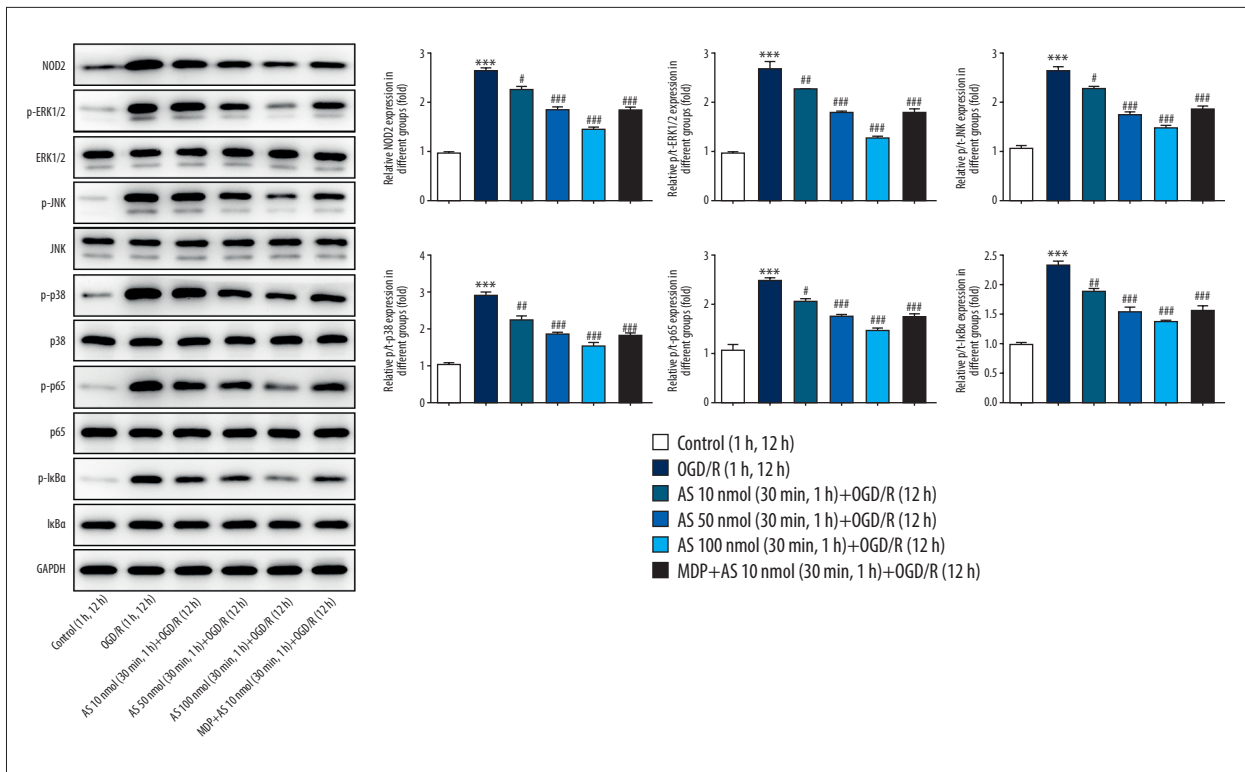 NOD2
p-ERK1/2
ERK1/2
p-JNK
JNK
p-p38
p38
p-p65
p65
p-IκBα
IκBα
GAPDH
Control (1 h, 12 h)
OGD/R (1 h, 12 h)
AS 10 nmol (30 min, 1 h)+OGD/R (12 h)
AS 50 nmol (30 min, 1 h)+OGD/R (12 h)
AS 100 nmol (30 min, 1 h)+OGD/R (12 h)
MDP+AS 10 nmol (30 min, 1 h)+OGD/R (12 h)
Relative NOD2 expression in
different groups (fold)
3
2
1
0
***
#
###
###
###
Relative p/t-ERK1/2 expression in
different groups (fold)
3
2
1
0
***
##
###
###
###
Relative p/t-JNK expression in
different groups (fold)
3
2
1
0
***
#
###
###
###
Relative p/t-p38 expression in
different groups (fold)
4
3
2
1
0
***
##
###
###
###
Relative p/t-p65 expression in
different groups (fold)
3
2
1
0
***
#
###
###
###
Relative p/t-IκBα expression in
different groups (fold)
2.5
2.0
1.5
1.0
0.5
0.0
***
##
###
###
###
Control (1 h, 12 h)
OGD/R (1 h, 12 h)
AS 10 nmol (30 min, 1 h)+OGD/R (12 h)
AS 50 nmol (30 min, 1 h)+OGD/R (12 h)
AS 100 nmol (30 min, 1 h)+OGD/R (12 h)
MDP+AS 10 nmol (30 min, 1 h)+OGD/R (12 h)